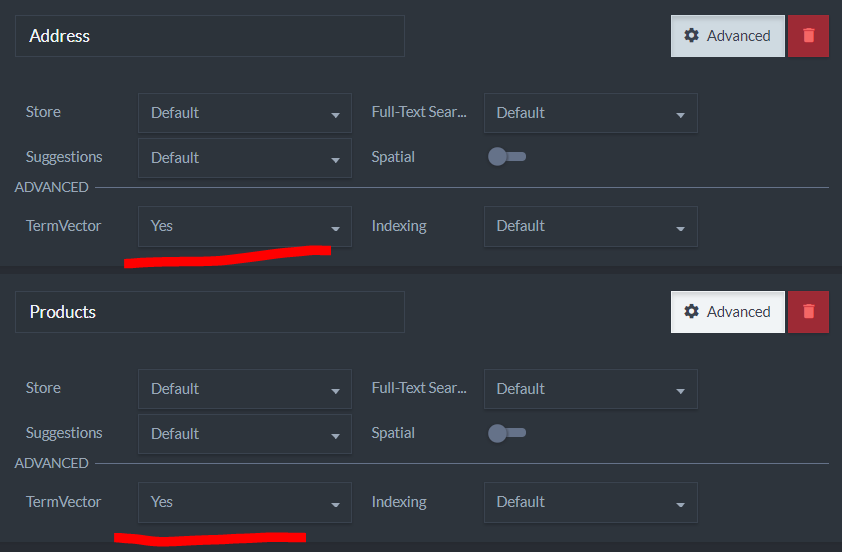 Address Advanced
Store Default Full-Text Sear... Default
Suggestions Default Spatial
ADVANCED
TermVector Yes Indexing Default
Products Advanced
Store Default Full-Text Sear... Default
Suggestions Default Spatial
ADVANCED
TermVector Yes Indexing Default